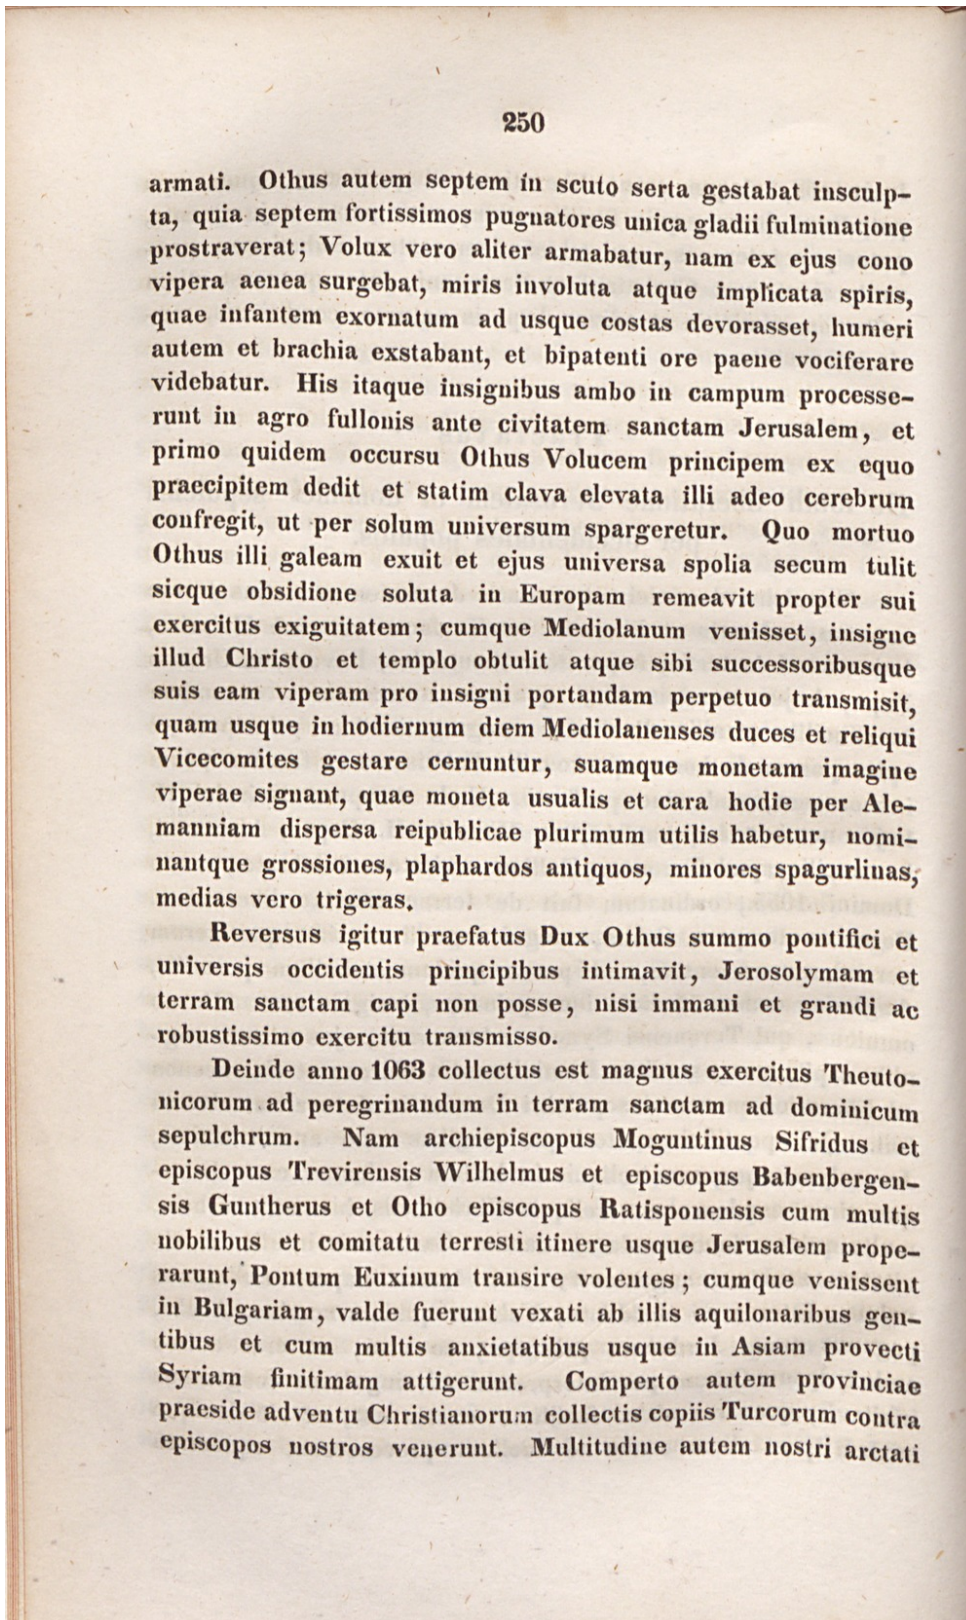 250
armati. Othus autem septem in scuto serta gestabat insculp-
ta, quia septem fortissimos pugnatores unica gladii fulminatione
prostraverat; Volux vero aliter armabatur, nam ex ejus cono
vipera aenea surgebat, miris involuta atque implicata spiris,
quae infantem exornatum ad usque costas devorasset, humeri
autem et brachia exstabant, et bipatenti ore paene vociferare
videbatur. His itaque insignibus ambo in campum processe-
runt in agro fullonis ante civitatem sanctam Jerusalem, et
primo quidem occursu Othus Volucem principem ex equo
praecipitem dedit et statim clava elevata illi adeo cerebrum
confregit, ut per solum universum spargeretur. Quo mortuo
Othus illi galeam exuit et ejus universa spolia secum tulit
sicque obsidione soluta in Europam remeavit propter sui
exercitus exiguitatem; cumque Mediolanum venisset, insigne
illud Christo et templo obtulit atque sibi successoribusque
suis eam viperam pro insigni portandam perpetuo transmisit,
quam usque in hodiernum diem Mediolanenses duces et reliqui
Vicecomites gestare cernuntur, suamque monetam imagine
viperae signant, quae moneta usualis et cara hodie per Ale-
manniam dispersa reipublicae plurimum utilis habetur, nomi-
nantque grossiones, plaphardos antiquos, minores spagurlinas,
medias vero trigeras.
Reversus igitur praefatus Dux Othus summo pontifici et
universis occidentis principibus intimavit, Jerosolymam et
terram sanctam capi non posse, nisi immani et grandi ac
robustissimo exercitu transmisso.
Deinde anno 1063 collectus est magnus exercitus Theuto-
nicorum ad peregrinandum in terram sanctam ad dominicum
sepulchrum. Nam archiepiscopus Moguntinus Sifridus et
episcopus Trevirensis Wilhelmus et episcopus Babenbergen-
sis Guntherus et Otho episcopus Ratisponensis cum multis
nobilibus et comitatu terresti itinere usque Jerusalem prope-
rarunt, Pontum Euxinum transire volentes; cumque venissent
in Bulgariam, valde fuerunt vexati ab illis aquilonaribus gen-
tibus et cum multis anxietatibus usque in Asiam provecti
Syriam finitimam attigerunt. Comperto autem provinciae
praeside adventu Christianorum collectis copiis Turcorum contra
episcopos nostros venerunt. Multitudine autem nostri arctati